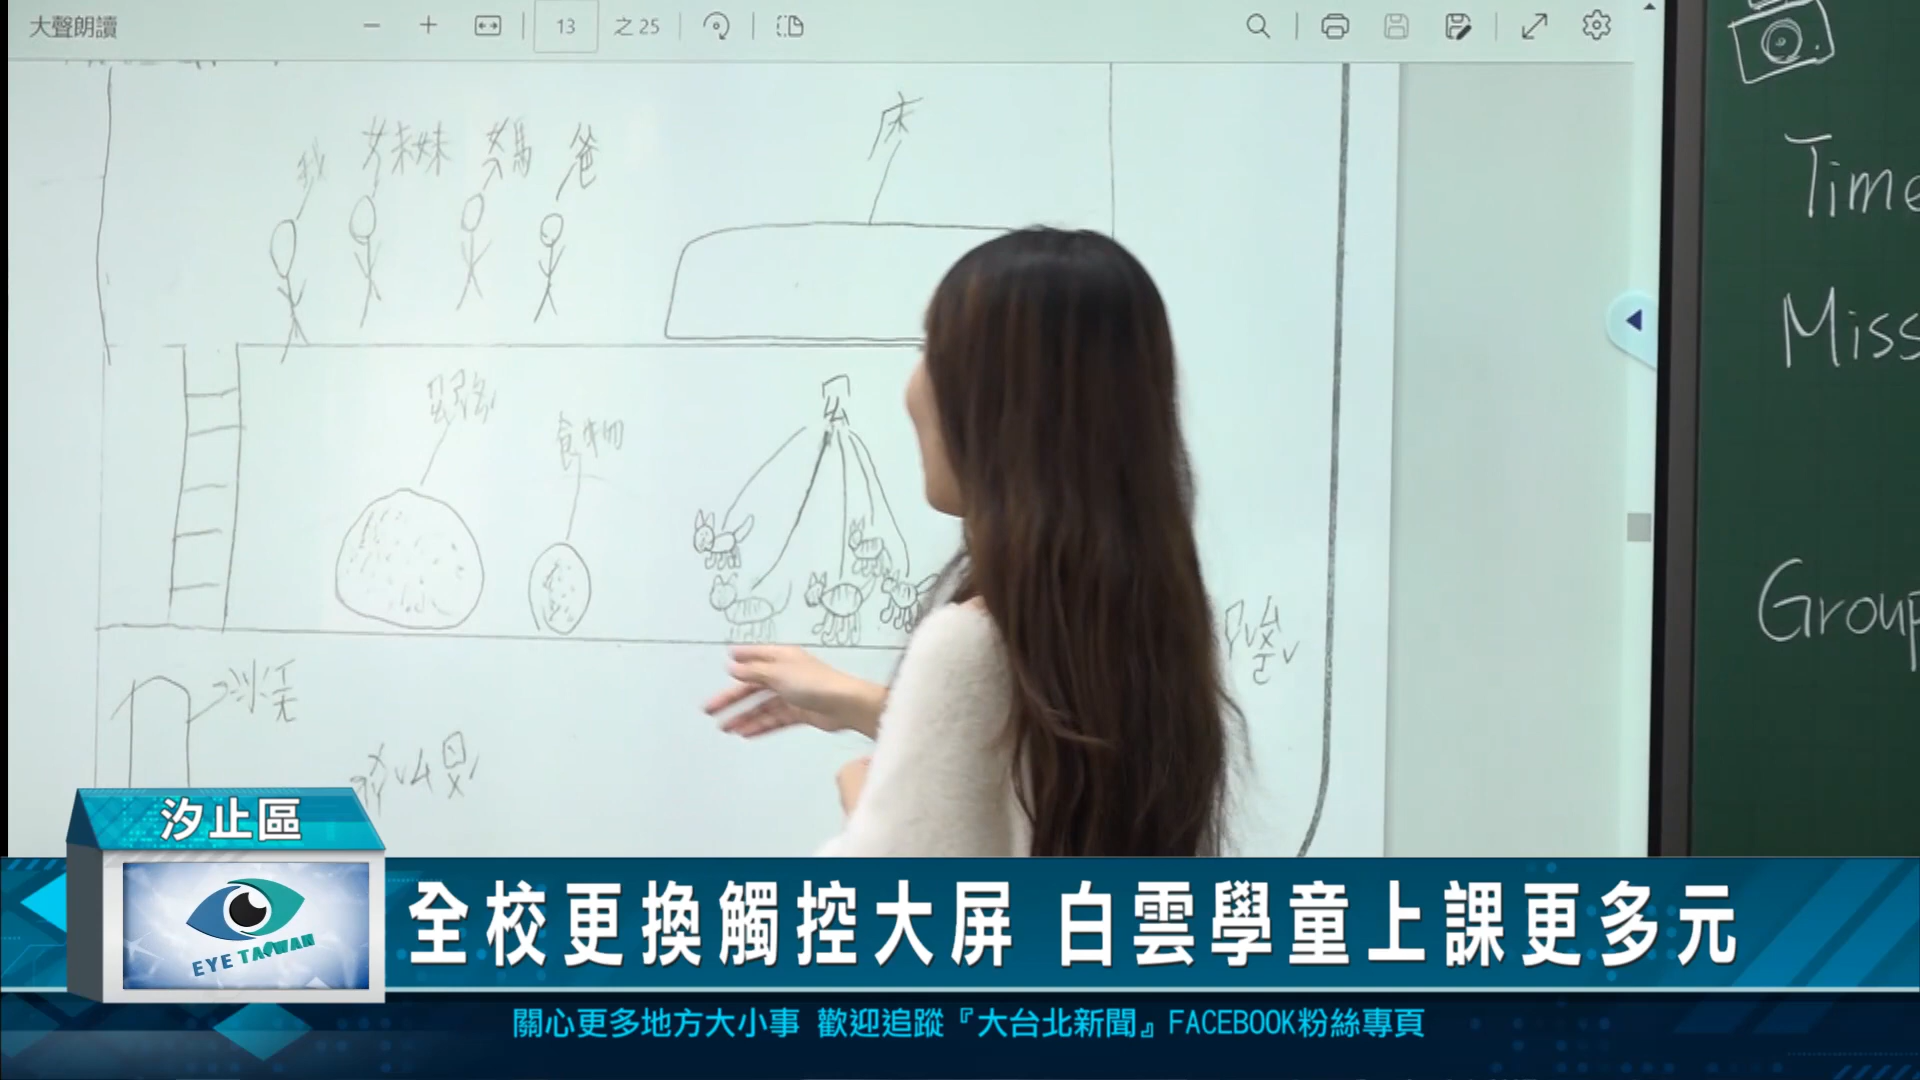 大聲朗讀
13 之25
Time
Miss
Group
床
我
姊妹
媽
爸
食物
汐止區
EYE TAIWAN
全校更換觸控大屏 白雲學童上課更多元
關心更多地方大小事 歡迎追蹤『大台北新聞』FACEBOOK粉絲專頁